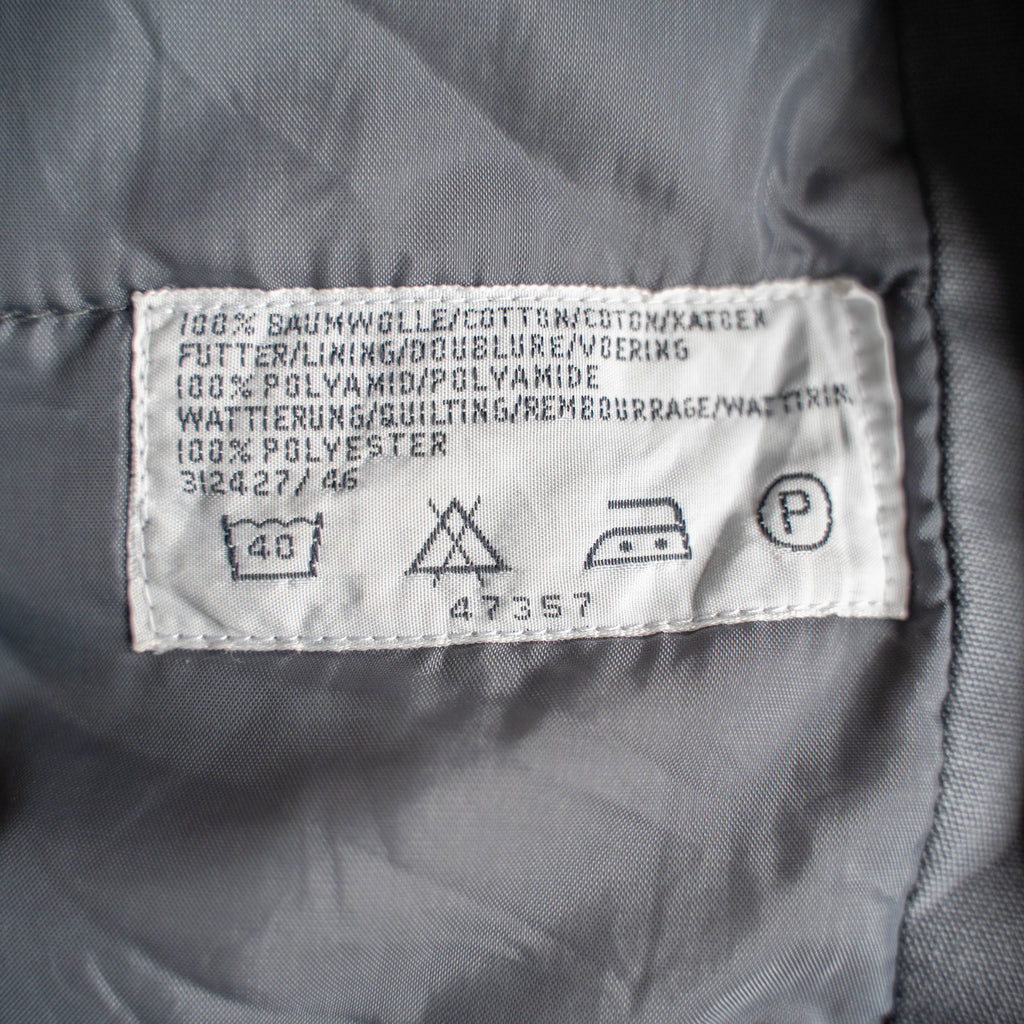 100% BAUMWOLLE/COTTON/COTON/KATOEN
FUTTER/LINING/DOUBLURE/VOERING
100% POLYAMID/POLYAMIDE
WATTIERUNG/QUILTING/REMBOURRAGE/WATTIRIN
100% POLYESTER
312427/46
40
P
47357